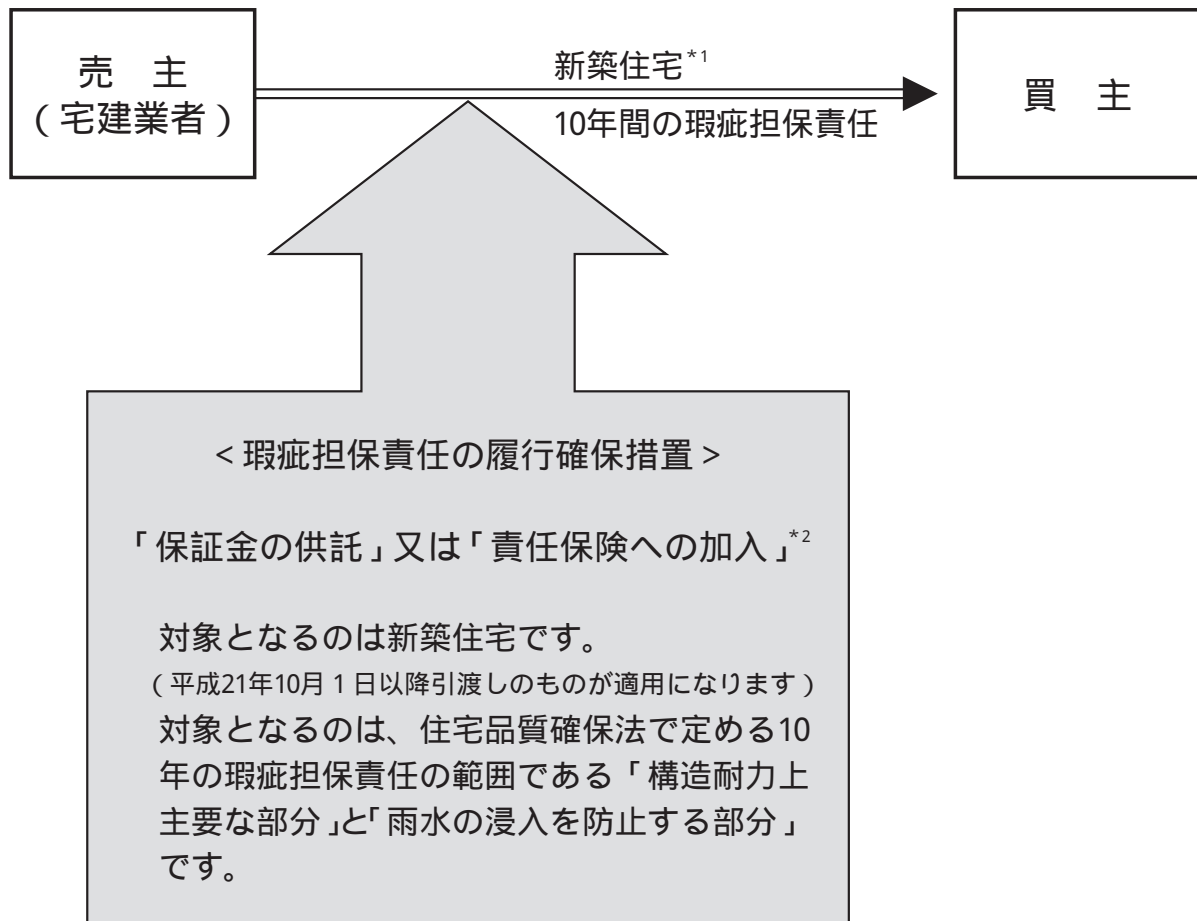 売　主
（宅建業者）
新築住宅*1
10年間の瑕疵担保責任
買　主
＜瑕疵担保責任の履行確保措置＞
「保証金の供託」又は「責任保険への加入」*2
対象となるのは新築住宅です。
（平成21年10月１日以降引渡しのものが適用になります）
対象となるのは、住宅品質確保法で定める10
年の瑕疵担保責任の範囲である「構造耐力上
主要な部分」と「雨水の浸入を防止する部分」
です。